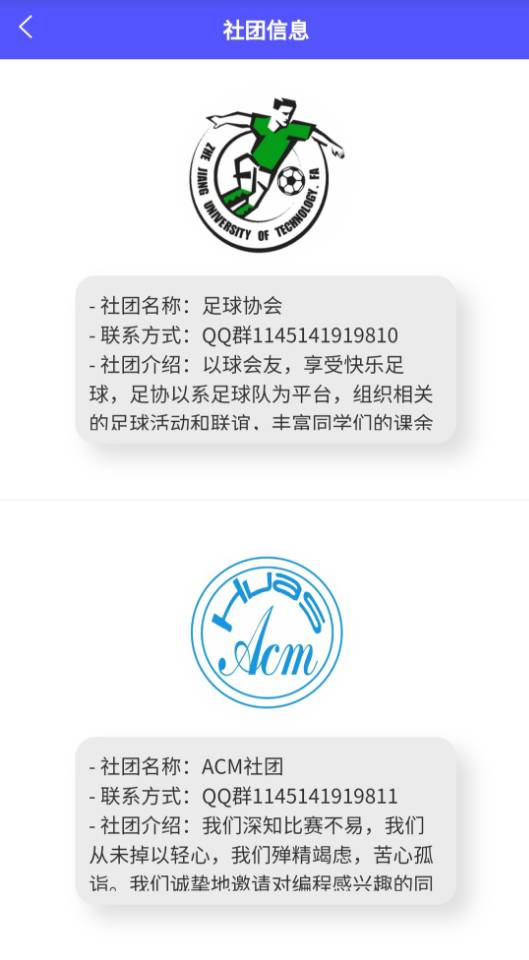 社团信息
ZHE JIANG UNIVERSITY OF TECHNOLOGY. FA
- 社团名称：足球协会
- 联系方式：QQ群1145141919810
- 社团介绍：以球会友，享受快乐足
球，足协以系足球队为平台，组织相关
的足球活动和联谊，丰富同学们的课余
Huas
Acm
- 社团名称：ACM社团
- 联系方式：QQ群1145141919811
- 社团介绍：我们深知比赛不易，我们
从未掉以轻心，我们殚精竭虑，苦心孤
诣。我们诚挚地邀请对编程感兴趣的同